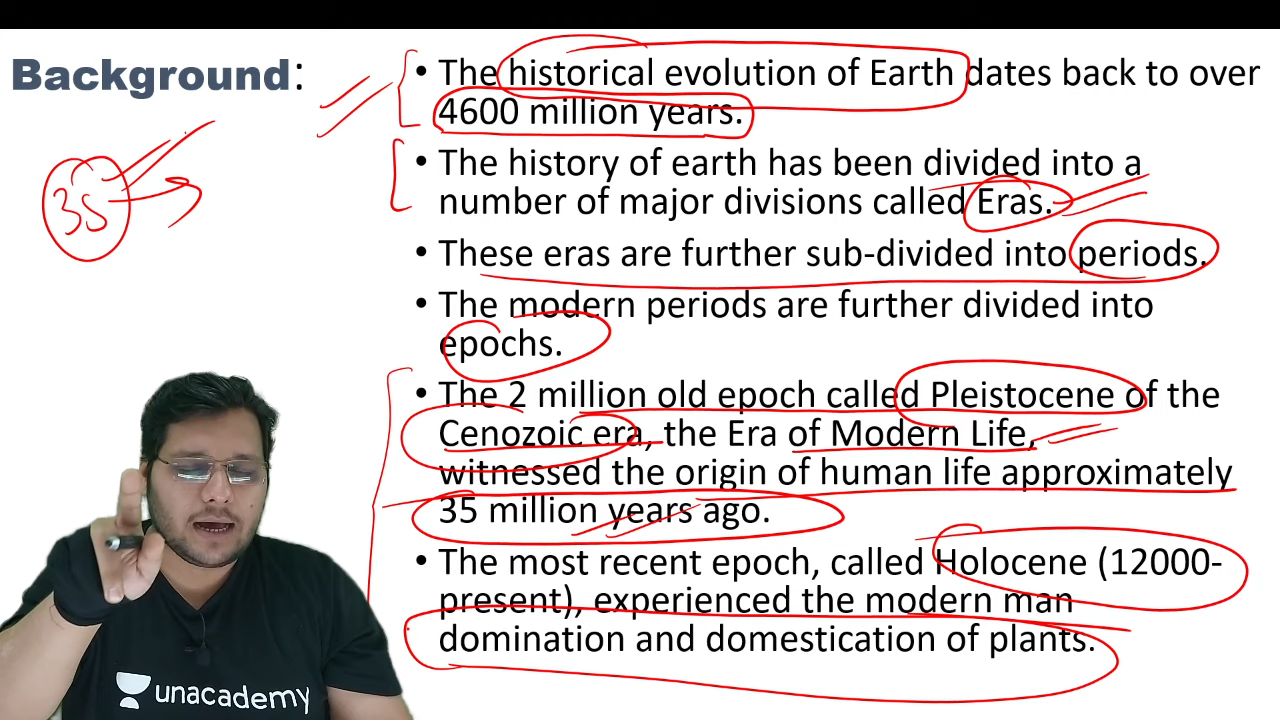 Background:
• The historical evolution of Earth dates back to over
4600 million years.
• The history of earth has been divided into a
number of major divisions called Eras.
• These eras are further sub-divided into periods.
• The modern periods are further divided into
epochs.
• The 2 million old epoch called Pleistocene of the
Cenozoic era, the Era of Modern Life,
witnessed the origin of human life approximately
35 million years ago.
• The most recent epoch, called Holocene (12000-
present), experienced the modern man
domination and domestication of plants.
35
unacademy